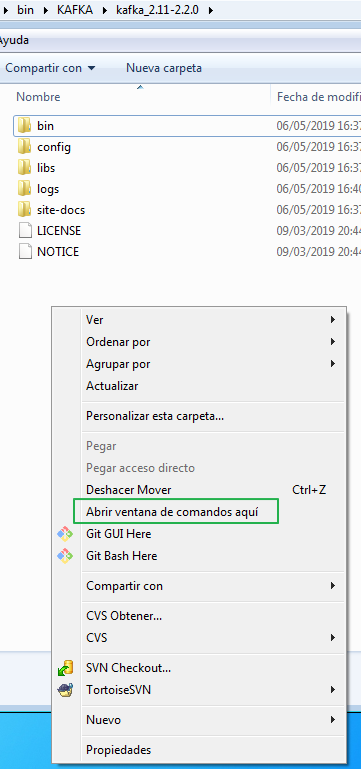 bin KAFKA kafka_2.11-2.2.0
Ayuda
Compartir con Nueva carpeta
Nombre Fecha de modifi
bin 06/05/2019 16:37
config 06/05/2019 16:37
libs 06/05/2019 16:37
logs 06/05/2019 16:40
site-docs 06/05/2019 16:37
LICENSE 09/03/2019 20:44
NOTICE 09/03/2019 20:44
Ver
Ordenar por
Agrupar por
Actualizar
Personalizar esta carpeta...
Pegar
Pegar acceso directo
Deshacer Mover Ctrl+Z
Abrir ventana de comandos aquí
Git GUI Here
Git Bash Here
Compartir con
CVS Obtener...
CVS
SVN Checkout...
TortoiseSVN
Nuevo
Propiedades